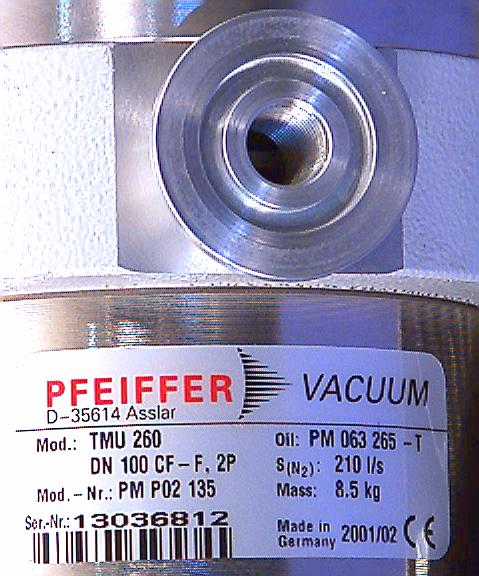 PFEIFFER VACUUM
D-35614 Asslar
Mod.: TMU 260 Oil: PM 063 265 -T
DN 100 CF-F, 2P S(N₂): 210 l/s
Mod.-Nr.: PM P02 135 Mass: 8.5 kg
Ser.-Nr.: 13036812 Made in Germany 2001/02 CE